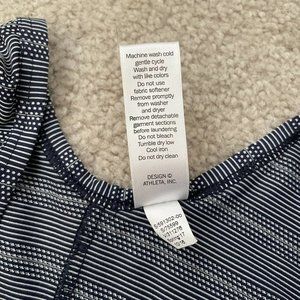 Machine wash cold
gentle cycle
Wash and dry
with like colors
Do not use
fabric softener
Remove promptly
from washer
and dryer
Remove detachable
garment sections
before laundering
Do not bleach
Tumble dry low
Cool iron
Do not dry clean
DESIGN ©
ATHLETA, INC.